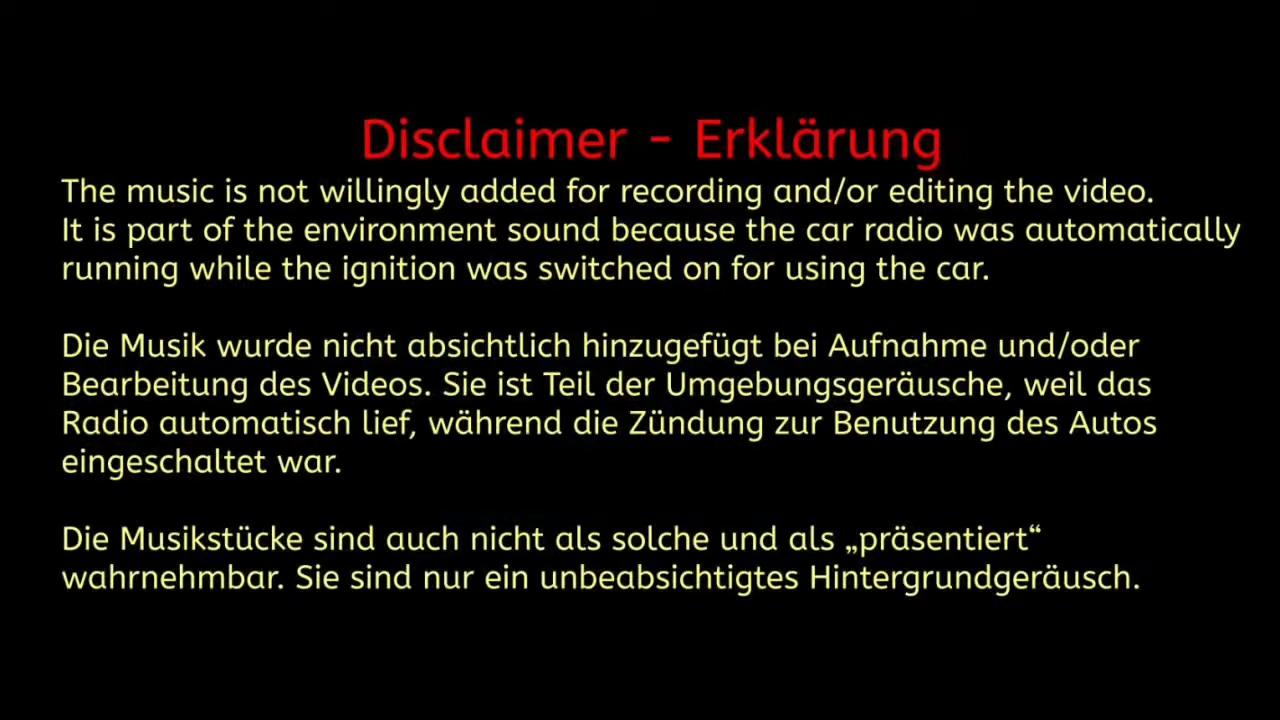 Disclaimer - Erklärung
The music is not willingly added for recording and/or editing the video.
It is part of the environment sound because the car radio was automatically
running while the ignition was switched on for using the car.
Die Musik wurde nicht absichtlich hinzugefügt bei Aufnahme und/oder
Bearbeitung des Videos. Sie ist Teil der Umgebungsgeräusche, weil das
Radio automatisch lief, während die Zündung zur Benutzung des Autos
eingeschaltet war.
Die Musikstücke sind auch nicht als solche und als „präsentiert“
wahrnehmbar. Sie sind nur ein unbeabsichtigtes Hintergrundgeräusch.